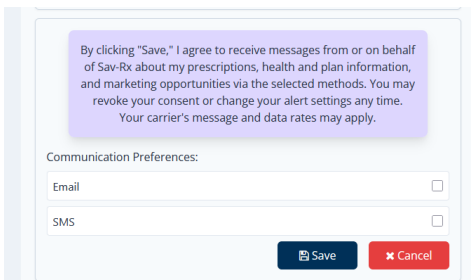 By clicking "Save," I agree to receive messages from or on behalf
of Sav-Rx about my prescriptions, health and plan information,
and marketing opportunities via the selected methods. You may
revoke your consent or change your alert settings any time.
Your carrier's message and data rates may apply.
Communication Preferences:
Email
SMS
Save
Cancel